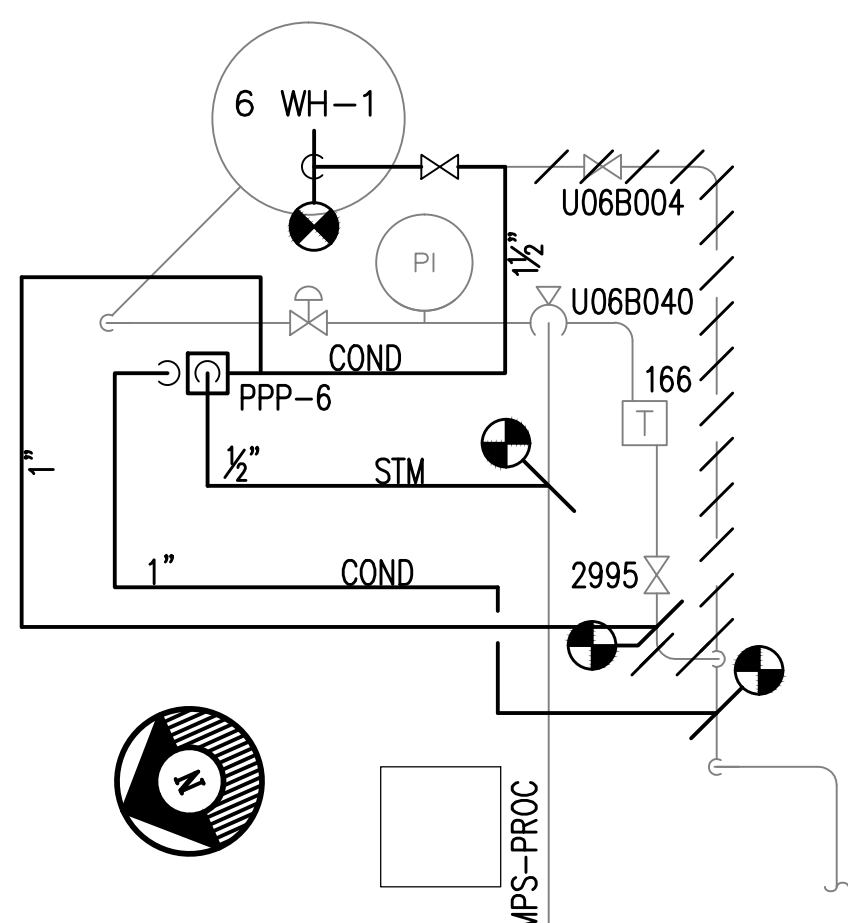 6 WH-1
U06B004
1½"
PI
U06B040
COND
166
PPP-6
T
1"
½"
STM
1"
COND
2995
N
MPS-PROC